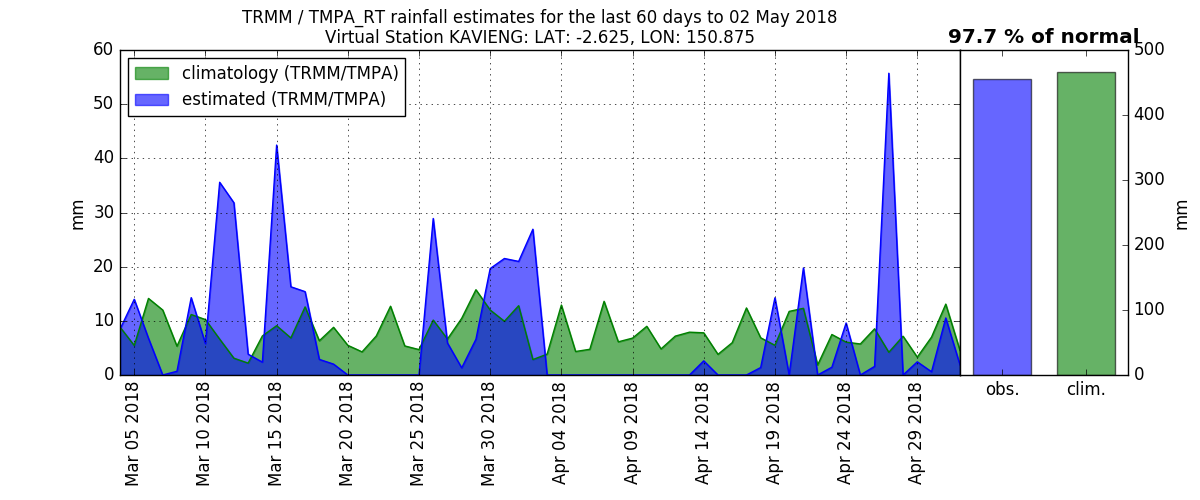 TRMM / TMPA_RT rainfall estimates for the last 60 days to 02 May 2018
Virtual Station KAVIENG: LAT: -2.625, LON: 150.875
97.7 % of normal
climatology (TRMM/TMPA)
estimated (TRMM/TMPA)
60
50
40
30
20
10
0
mm
Mar 05 2018
Mar 10 2018
Mar 15 2018
Mar 20 2018
Mar 25 2018
Mar 30 2018
Apr 04 2018
Apr 09 2018
Apr 14 2018
Apr 19 2018
Apr 24 2018
Apr 29 2018
obs.
clim.
500
400
300
200
100
0
mm